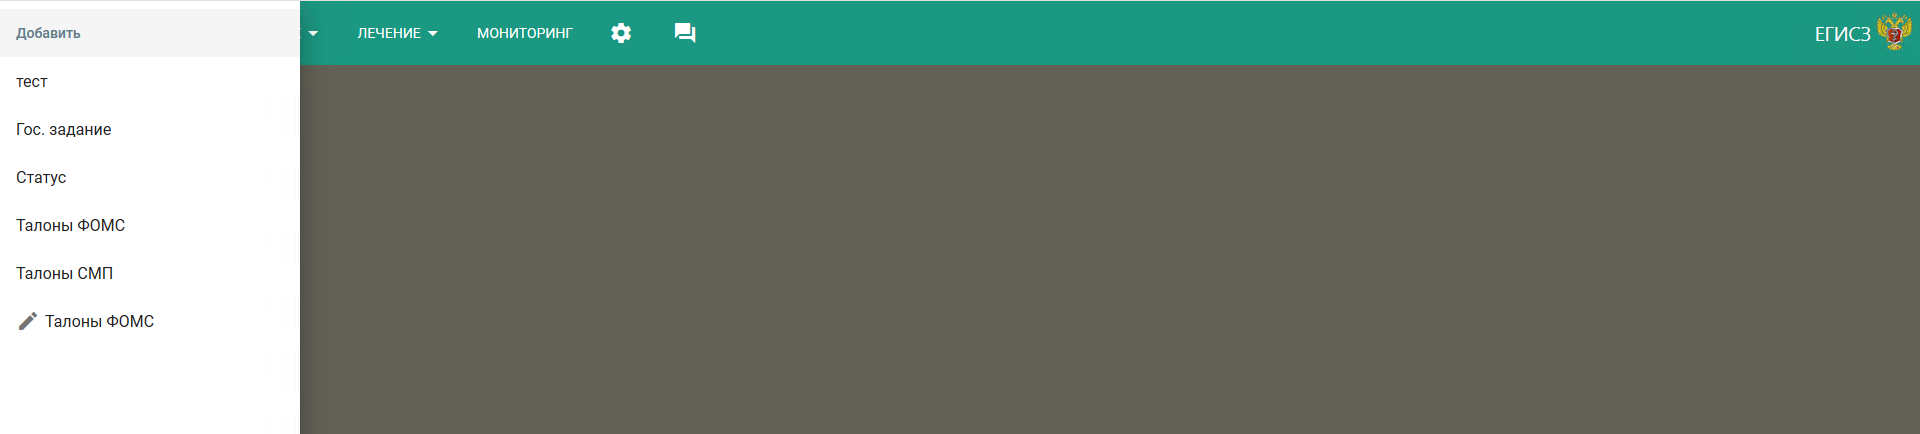 Добавить
ЛЕЧЕНИЕ
МОНИТОРИНГ
ЕГИСЗ
тест
Гос. задание
Статус
Талоны ФОМС
Талоны СМП
Талоны ФОМС